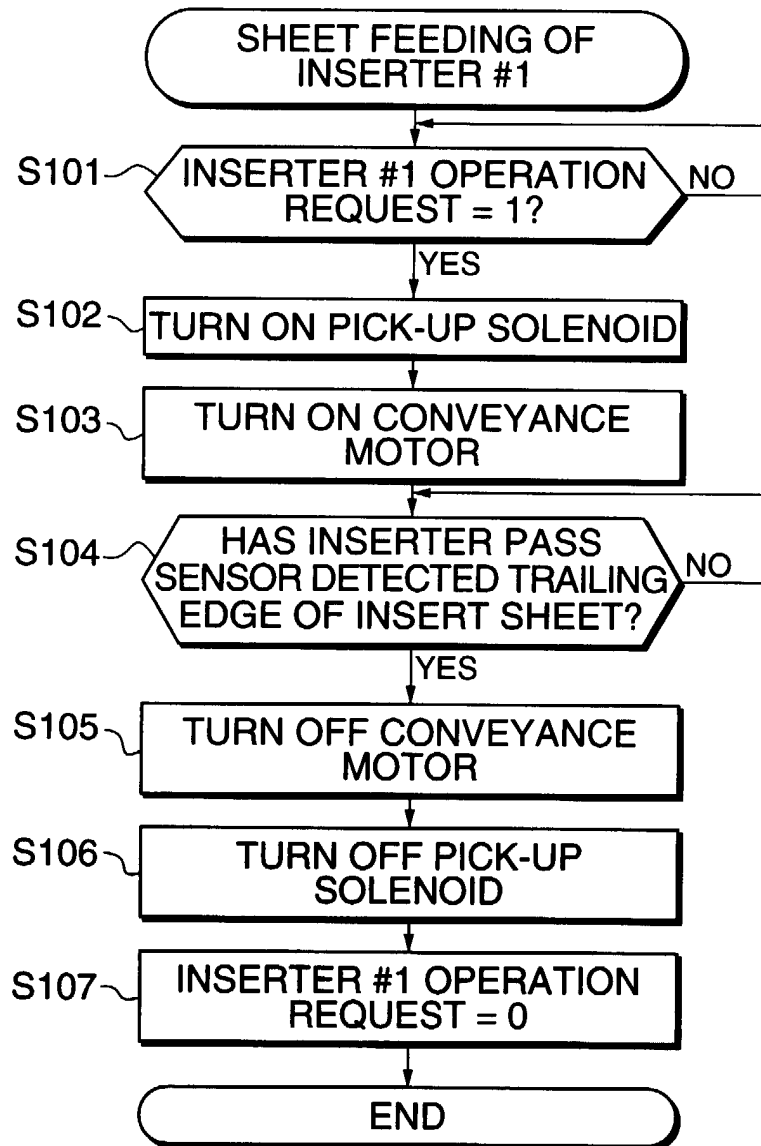 SHEET FEEDING OF
INSERTER #1
S101
INSERTER #1 OPERATION
REQUEST = 1?
NO
YES
S102
TURN ON PICK-UP SOLENOID
S103
TURN ON CONVEYANCE
MOTOR
S104
HAS INSERTER PASS
SENSOR DETECTED TRAILING
EDGE OF INSERT SHEET?
NO
YES
S105
TURN OFF CONVEYANCE
MOTOR
S106
TURN OFF PICK-UP
SOLENOID
S107
INSERTER #1 OPERATION
REQUEST = 0
END